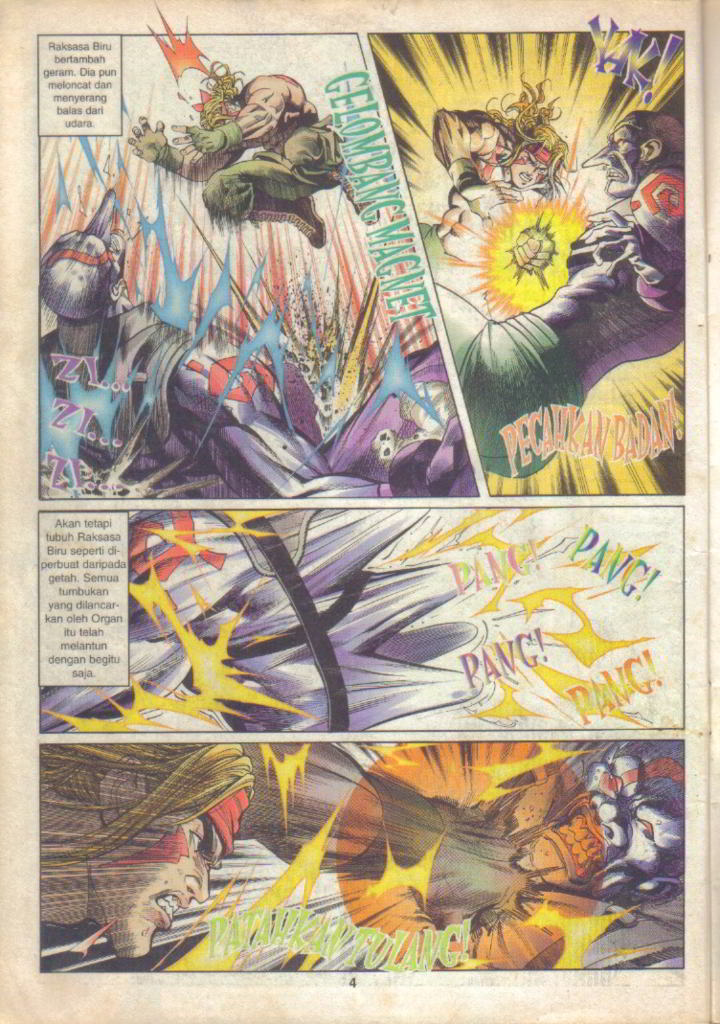 Raksasa Biru
bertambah
geram. Dia pun
meloncat dan
menyerang
balas dari
udara.
GELOMBANG MAGNET
ZI...
ZI...
ZI...
YAK!
PECAHKAN BADAN!
Akan tetapi
tubuh Raksasa
Biru seperti di-
perbuat daripada
getah. Semua
tumbukan
yang dilancar-
kan oleh Organ
itu telah
melantun
dengan begitu
saja.
PANG!
PANG!
PANG!
PANG!
PATAHKAN TULANG!
4